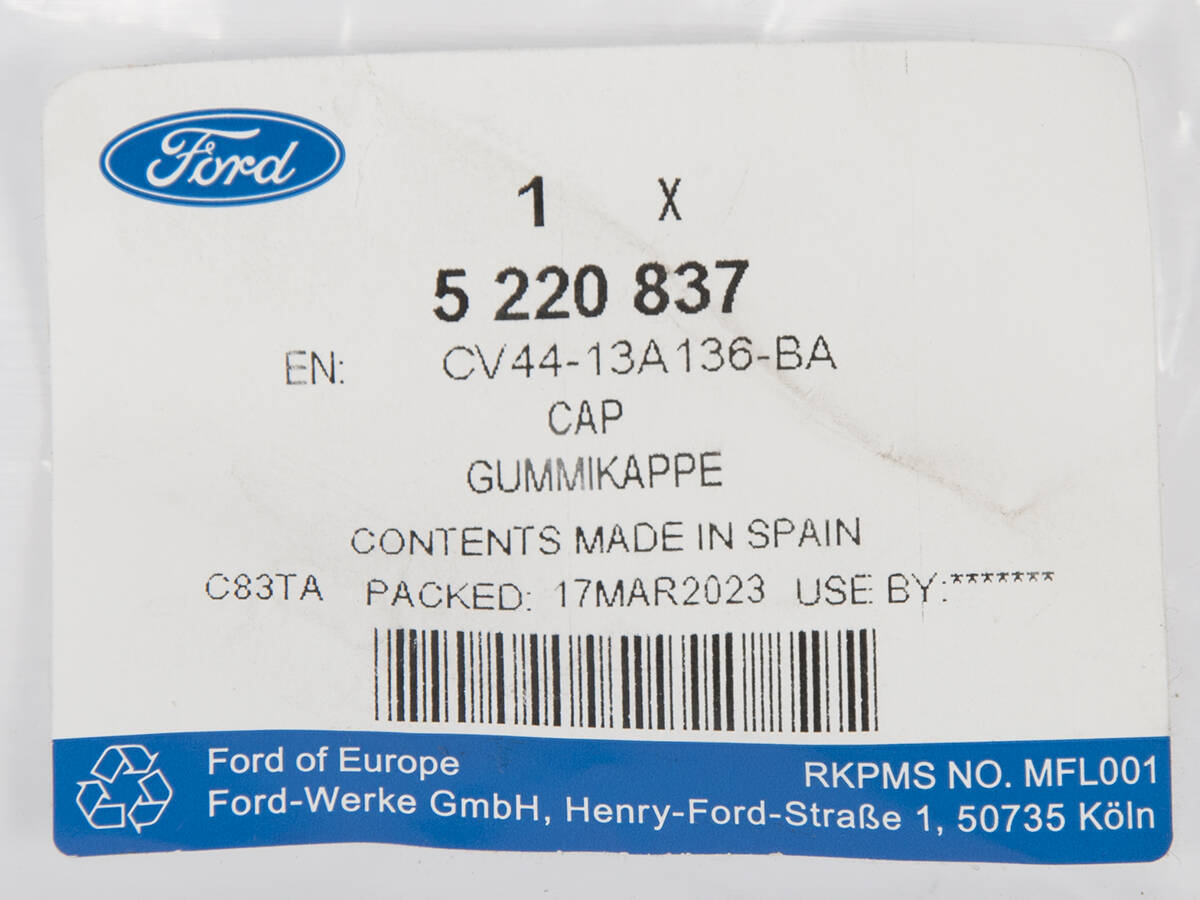 Ford
1 X
5 220 837
EN: CV44-13A136-BA
CAP
GUMMIKAPPE
CONTENTS MADE IN SPAIN
C83TA PACKED: 17MAR2023 USE BY:*******
Ford of Europe
RKPMS NO. MFL001
Ford-Werke GmbH, Henry-Ford-Straße 1, 50735 Köln